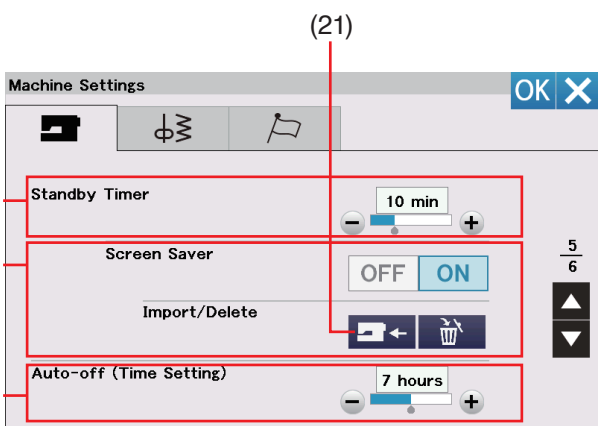 (21)
Machine Settings
OK
Standby Timer
10 min
Screen Saver
OFF ON
5
6
Import/Delete
Auto-off (Time Setting)
7 hours